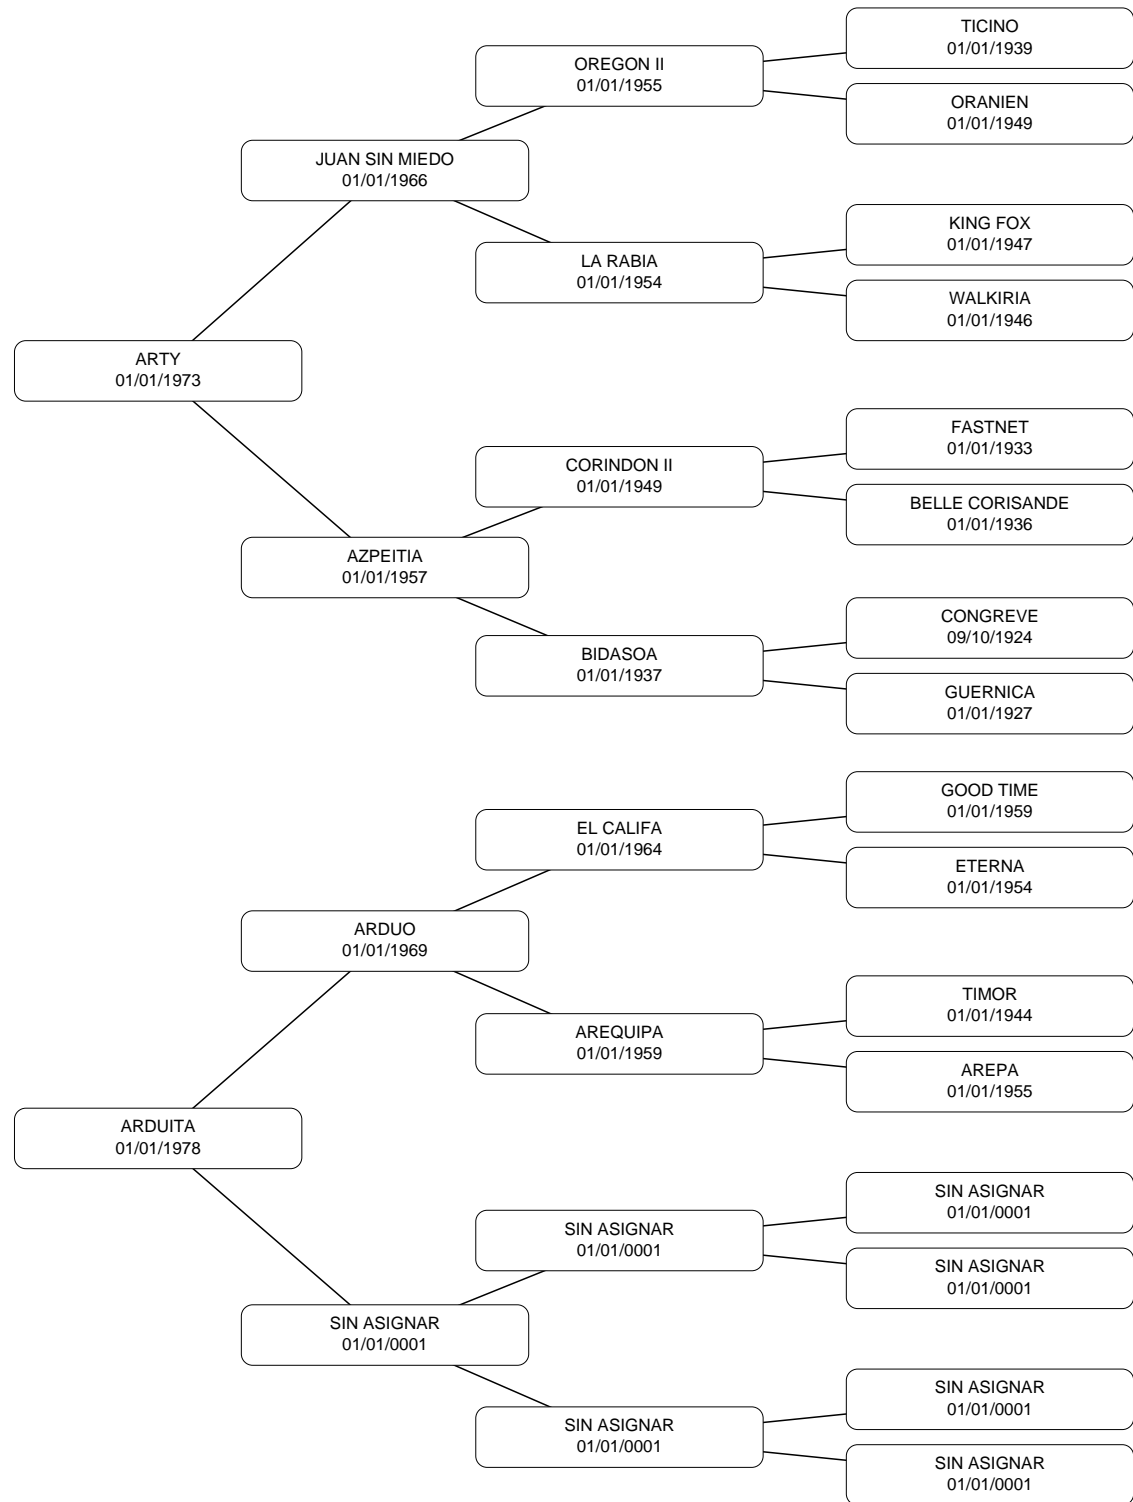 TICINO
01/01/1939
OREGON II
01/01/1955
ORANIEN
01/01/1949
JUAN SIN MIEDO
01/01/1966
KING FOX
01/01/1947
LA RABIA
01/01/1954
WALKIRIA
01/01/1946
ARTY
01/01/1973
FASTNET
01/01/1933
CORINDON II
01/01/1949
BELLE CORISANDE
01/01/1936
AZPEITIA
01/01/1957
CONGREVE
09/10/1924
BIDASOA
01/01/1937
GUERNICA
01/01/1927
GOOD TIME
01/01/1959
EL CALIFA
01/01/1964
ETERNA
01/01/1954
ARDUO
01/01/1969
TIMOR
01/01/1944
AREQUIPA
01/01/1959
AREPA
01/01/1955
ARDUITA
01/01/1978
SIN ASIGNAR
01/01/0001
SIN ASIGNAR
01/01/0001
SIN ASIGNAR
01/01/0001
SIN ASIGNAR
01/01/0001
SIN ASIGNAR
01/01/0001
SIN ASIGNAR
01/01/0001
SIN ASIGNAR
01/01/0001